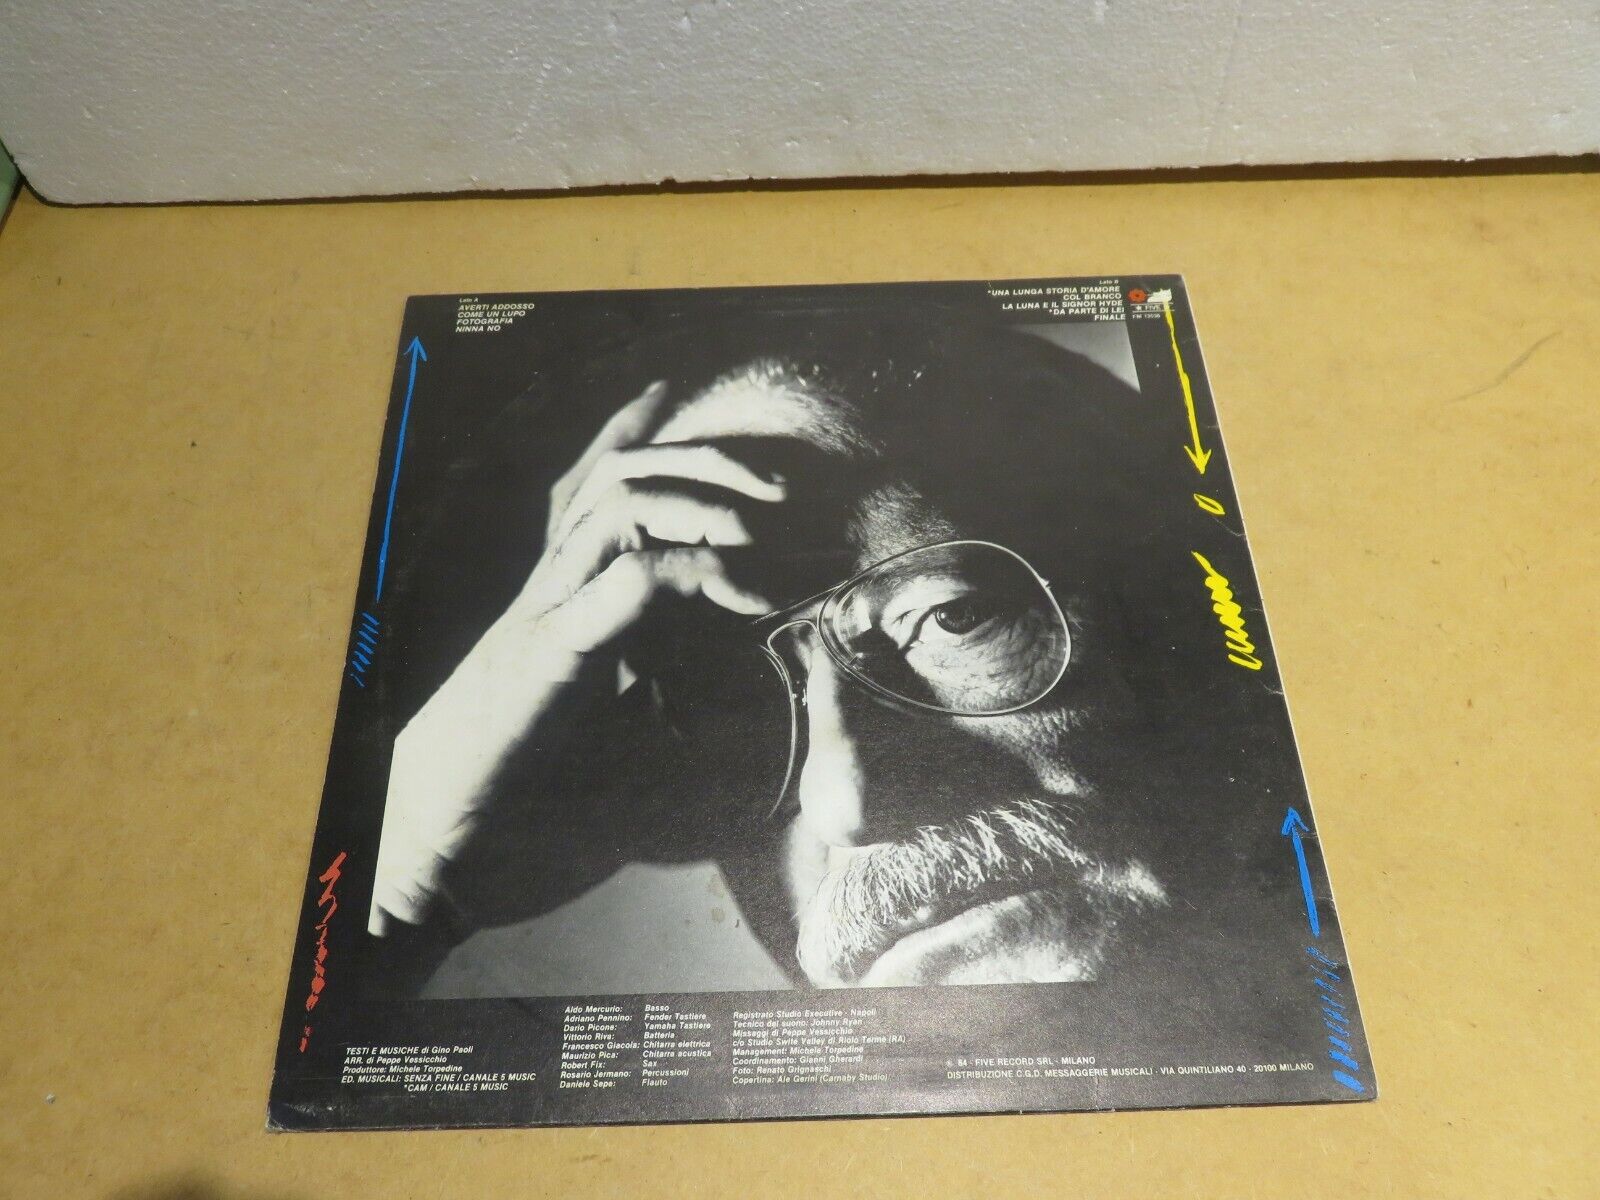 Lato A
AVERTI ADDOSSO
COME UN LUPO
FOTOGRAFIA
NINNA NO
Lato B
*UNA LUNGA STORIA D'AMORE
COL BRANCO
LA LUNA E IL SIGNOR HYDE
*DA PARTE DI LEI
FINALE
FIVE
FM 13538
TESTI E MUSICHE di Gino Paoli
ARR. di Peppe Vessicchio
Produttore: Michele Torpedine
ED. MUSICALI: SENZA FINE / CANALE 5 MUSIC
*CAM / CANALE 5 MUSIC
Aldo Mercurio: Basso
Adriano Pennino: Fender Tastiere
Dario Picone: Yamaha Tastiere
Vittorio Riva: Batteria
Francesco Giacola: Chitarra elettrica
Maurizio Pica: Chitarra acustica
Robert Fix: Sax
Rosario Jermano: Percussioni
Daniele Sepe: Flauto
Registrato Studio Executive - Napoli
Tecnico del suono: Johnny Ryan
Missaggi di Peppe Vessicchio
c/o Studio Swite Valley di Riolo Terme (RA)
Management: Michele Torpedine
Coordinamento: Gianni Gherardi
Foto: Renato Grignaschi
Copertina: Ale Gerini (Carnaby Studio)
℗ 84 - FIVE RECORD SRL - MILANO
DISTRIBUZIONE C.G.D. MESSAGGERIE MUSICALI - VIA QUINTILIANO 40 - 20100 MILANO